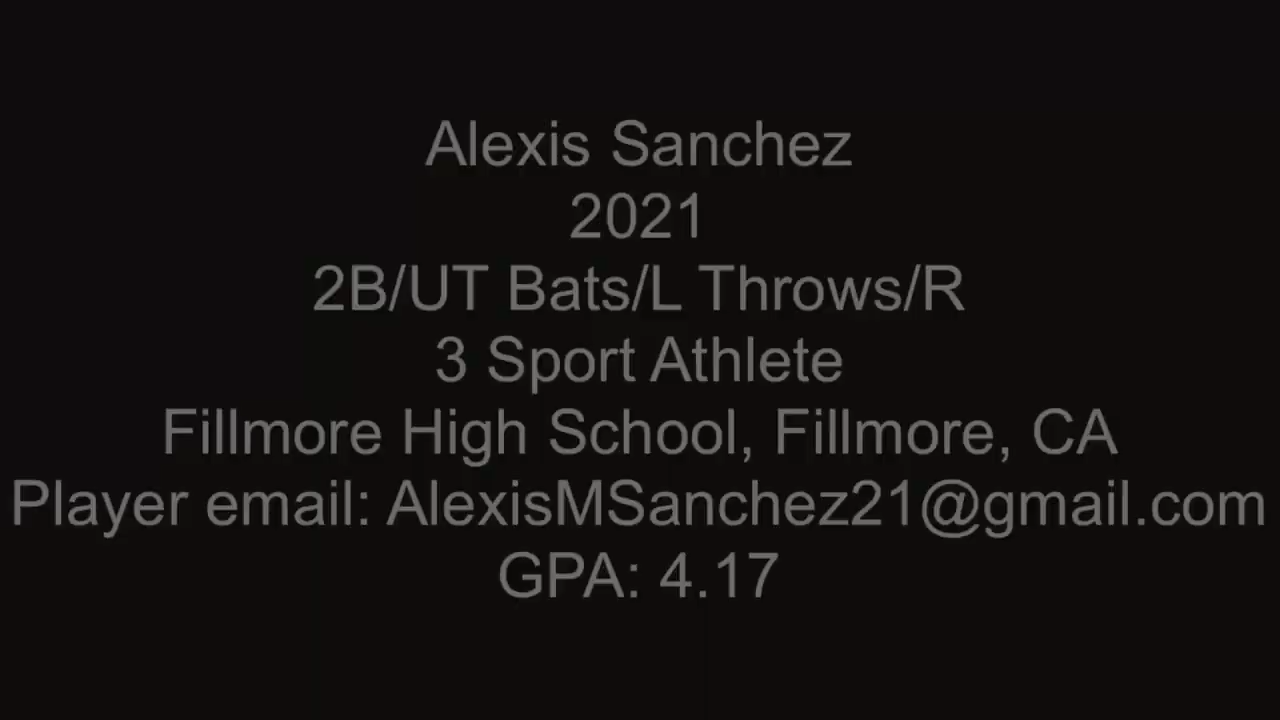 Alexis Sanchez
2021
2B/UT Bats/L Throws/R
3 Sport Athlete
Fillmore High School, Fillmore, CA
Player email: AlexisMSanchez21@gmail.com
GPA: 4.17